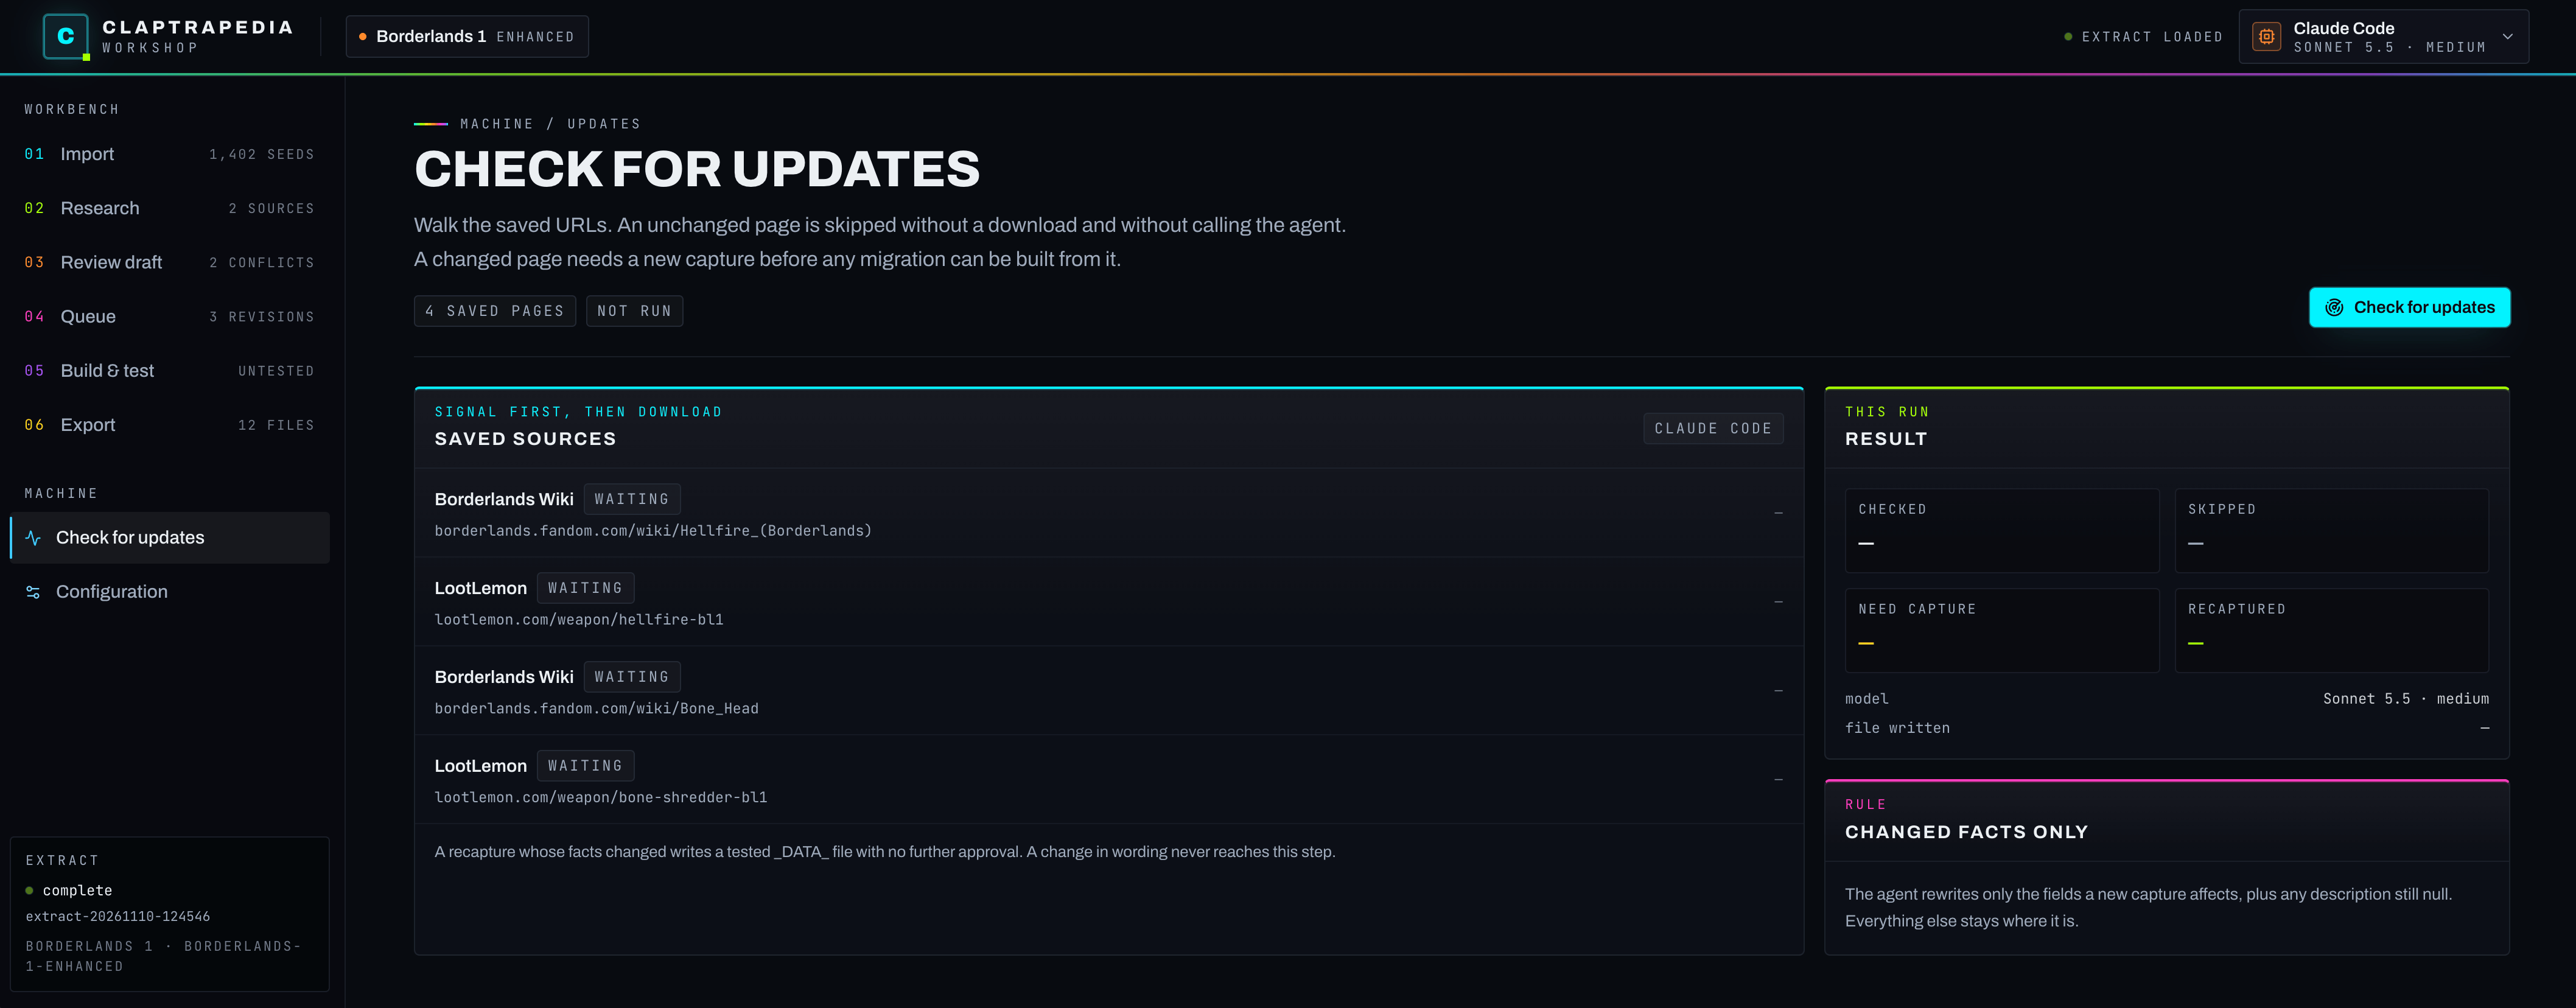 C
CLAPTRAPEDIA
WORKSHOP
Borderlands 1 ENHANCED
EXTRACT LOADED
Claude Code
SONNET 5.5 · MEDIUM
WORKBENCH
01 Import 1,402 SEEDS
02 Research 2 SOURCES
03 Review draft 2 CONFLICTS
04 Queue 3 REVISIONS
05 Build & test UNTESTED
06 Export 12 FILES
MACHINE
Check for updates
Configuration
EXTRACT
complete
extract-20261110-124546
BORDERLANDS 1 · BORDERLANDS-
1-ENHANCED
MACHINE / UPDATES
CHECK FOR UPDATES
Walk the saved URLs. An unchanged page is skipped without a download and without calling the agent.
A changed page needs a new capture before any migration can be built from it.
4 SAVED PAGES NOT RUN
Check for updates
SIGNAL FIRST, THEN DOWNLOAD
SAVED SOURCES
CLAUDE CODE
Borderlands Wiki WAITING
borderlands.fandom.com/wiki/Hellfire_(Borderlands)
—
LootLemon WAITING
lootlemon.com/weapon/hellfire-bl1
—
Borderlands Wiki WAITING
borderlands.fandom.com/wiki/Bone_Head
—
LootLemon WAITING
lootlemon.com/weapon/bone-shredder-bl1
—
A recapture whose facts changed writes a tested _DATA_ file with no further approval. A change in wording never reaches this step.
THIS RUN
RESULT
CHECKED
—
SKIPPED
—
NEED CAPTURE
—
RECAPTURED
—
model Sonnet 5.5 · medium
file written —
RULE
CHANGED FACTS ONLY
The agent rewrites only the fields a new capture affects, plus any description still null.
Everything else stays where it is.